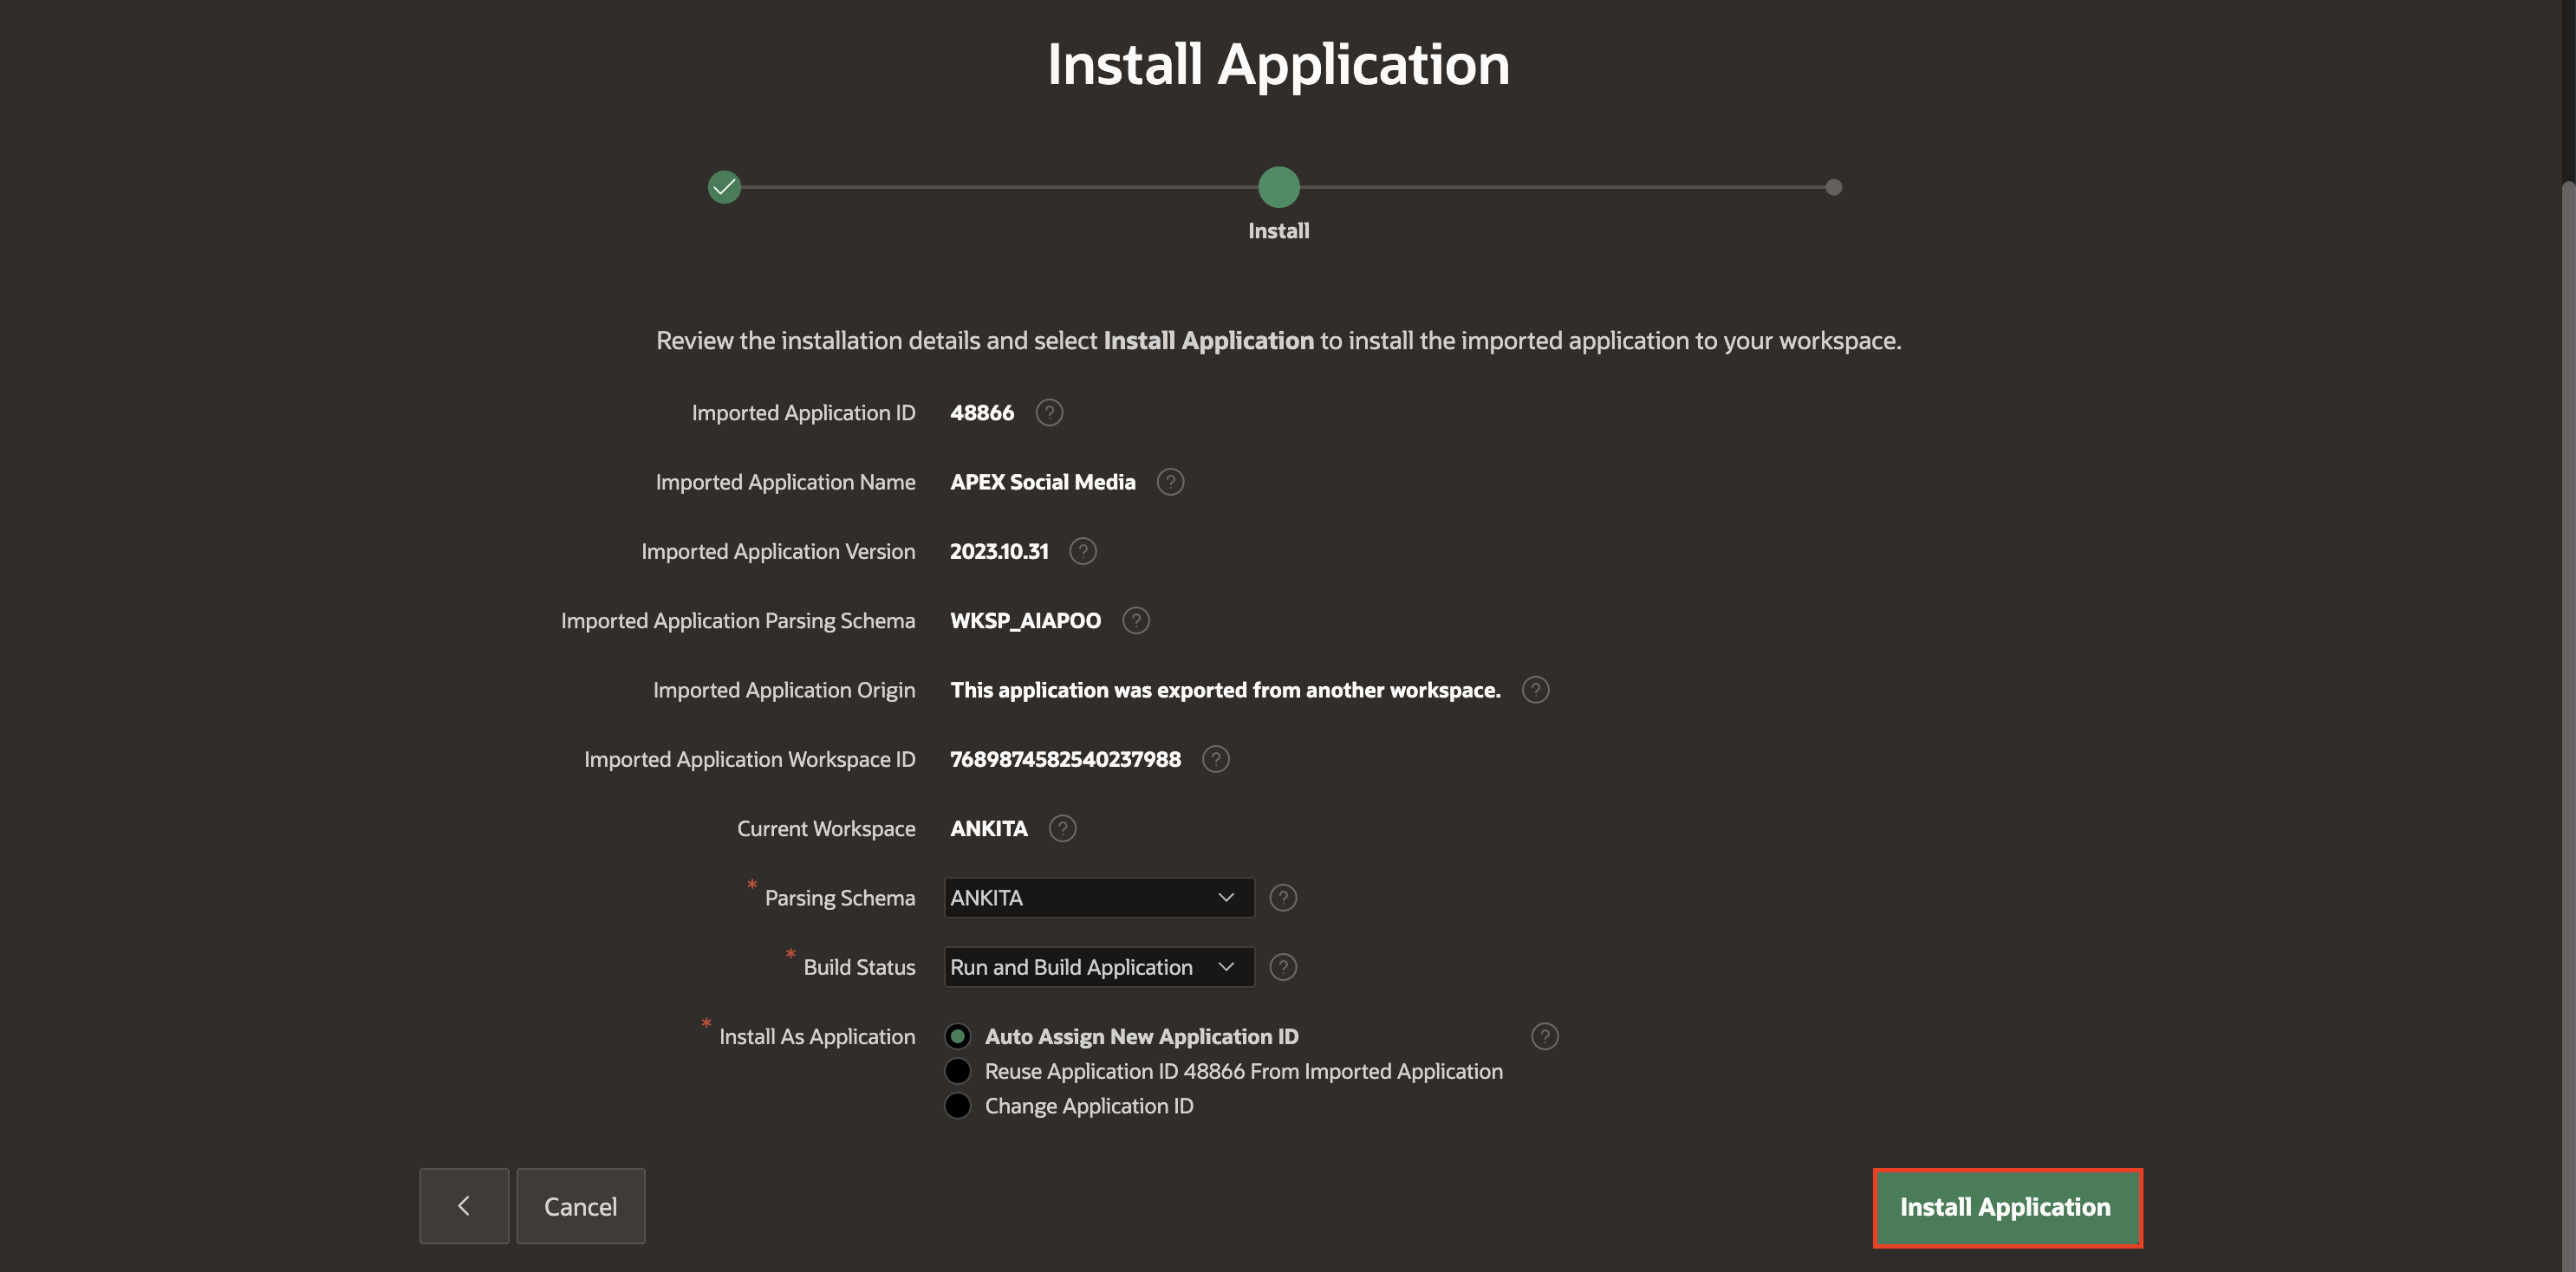 Install Application
Install
Review the installation details and select Install Application to install the imported application to your workspace.
Imported Application ID 48866 ?
Imported Application Name APEX Social Media ?
Imported Application Version 2023.10.31 ?
Imported Application Parsing Schema WKSP_AIAPOO ?
Imported Application Origin This application was exported from another workspace. ?
Imported Application Workspace ID 7689874582540237988 ?
Current Workspace ANKITA ?
* Parsing Schema ANKITA ?
* Build Status Run and Build Application ?
* Install As Application Auto Assign New Application ID ?
Reuse Application ID 48866 From Imported Application
Change Application ID
Cancel Install Application